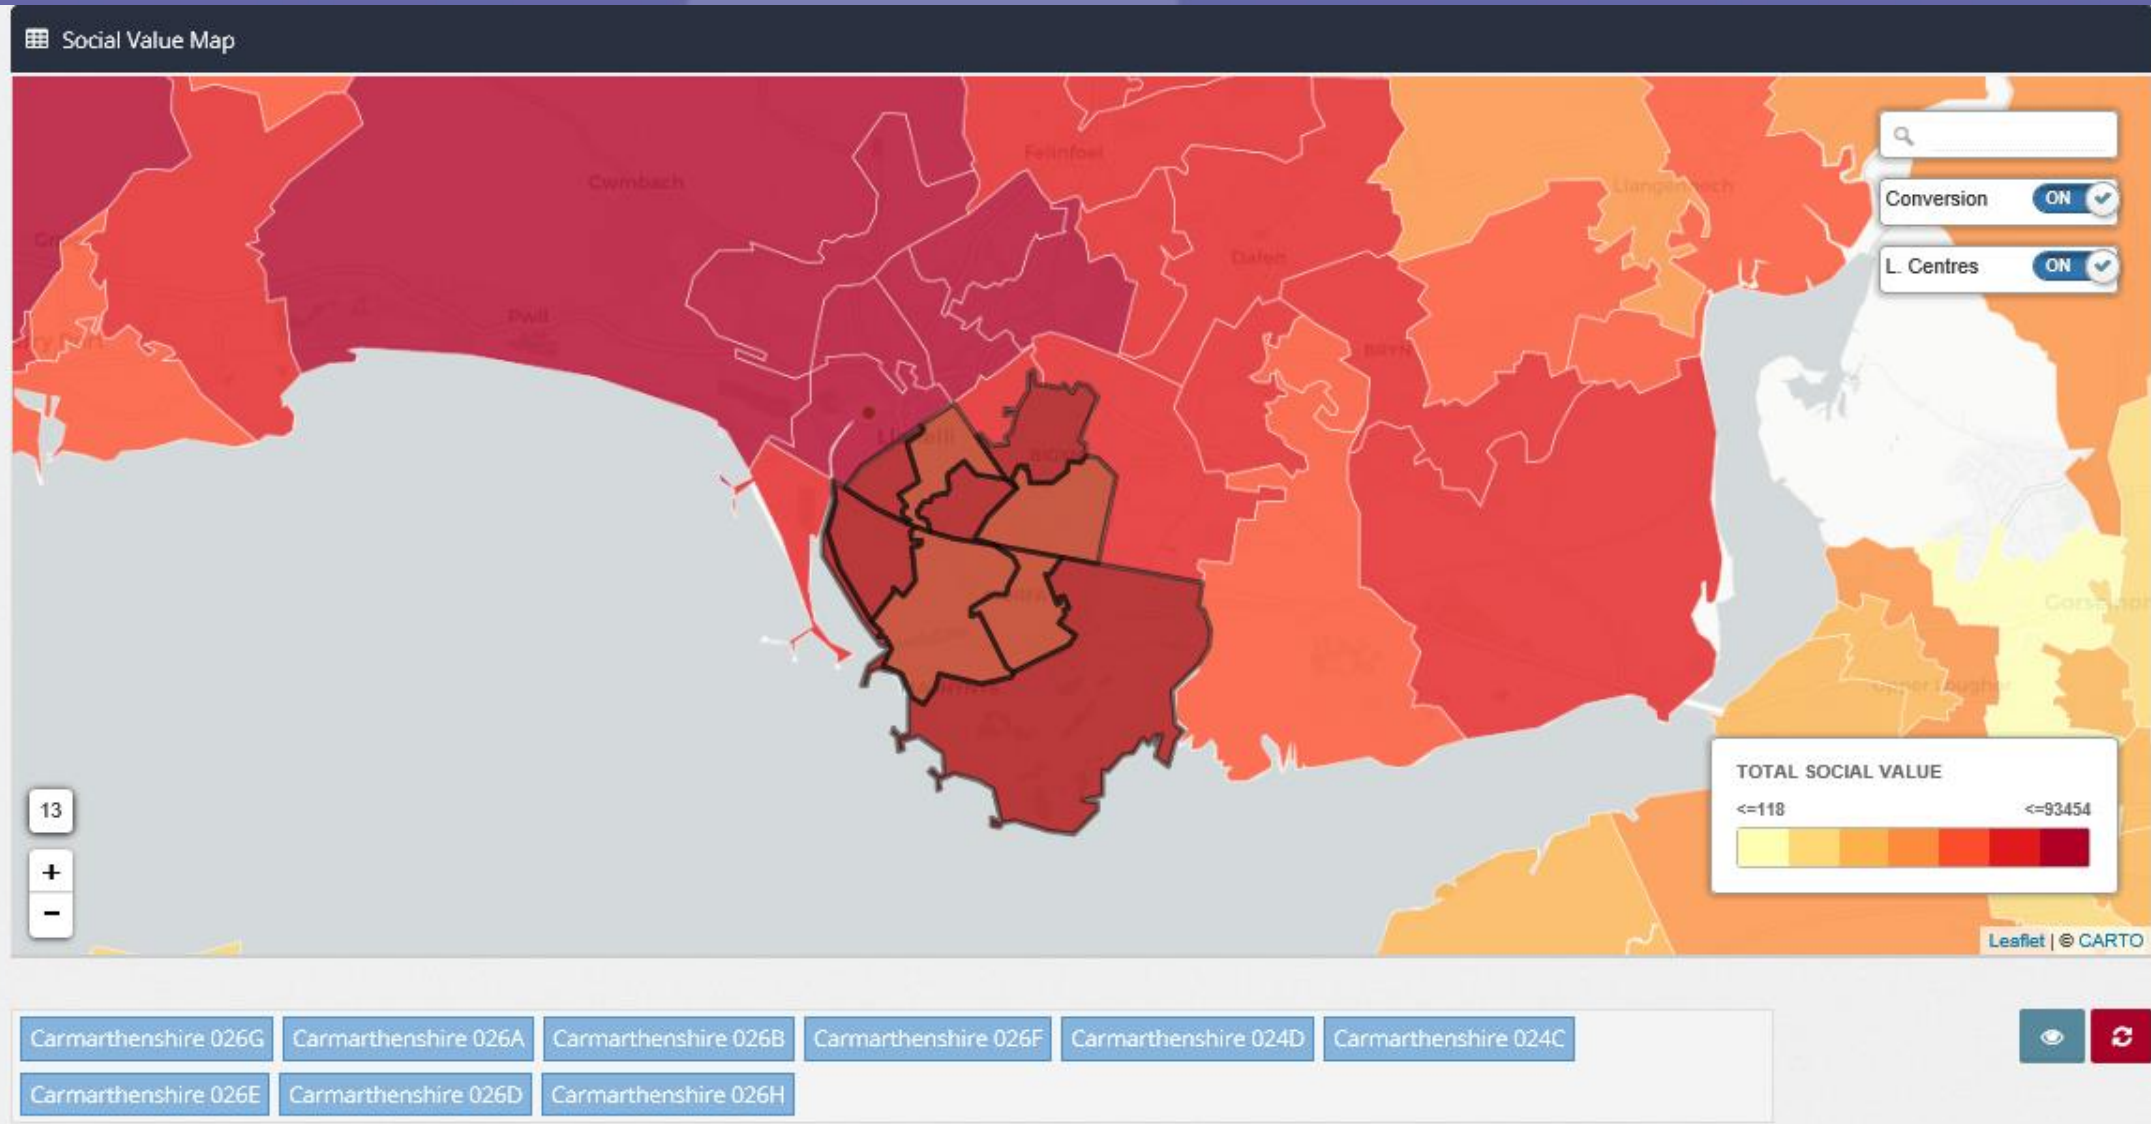 Social Value Map
Felinfoel
Cwmbach
Conversion ON
Dafen
L. Centres ON
Pwll
BRYN
13
+
−
TOTAL SOCIAL VALUE
<=118 <=93454
Leaflet | © CARTO
Carmarthenshire 026G Carmarthenshire 026A Carmarthenshire 026B Carmarthenshire 026F Carmarthenshire 024D Carmarthenshire 024C
Carmarthenshire 026E Carmarthenshire 026D Carmarthenshire 026H